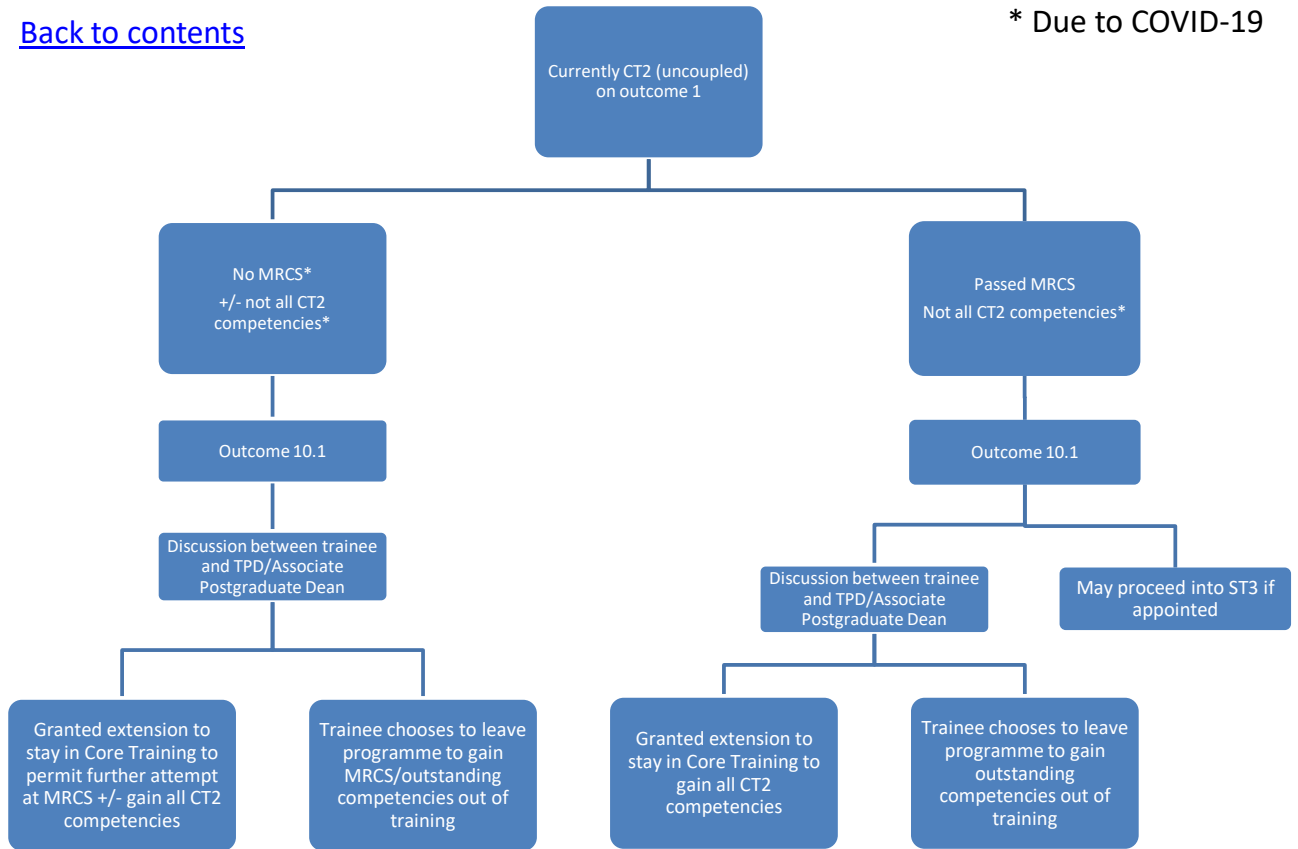 Back to contents
* Due to COVID-19
Currently CT2 (uncoupled)
on outcome 1
No MRCS*
+/- not all CT2
competencies*
Passed MRCS
Not all CT2 competencies*
Outcome 10.1
Outcome 10.1
Discussion between trainee
and TPD/Associate
Postgraduate Dean
Discussion between trainee
and TPD/Associate
Postgraduate Dean
May proceed into ST3 if
appointed
Granted extension to
stay in Core Training to
permit further attempt
at MRCS +/- gain all CT2
competencies
Trainee chooses to leave
programme to gain
MRCS/outstanding
competencies out of
training
Granted extension to
stay in Core Training to
gain all CT2
competencies
Trainee chooses to leave
programme to gain
outstanding
competencies out of
training